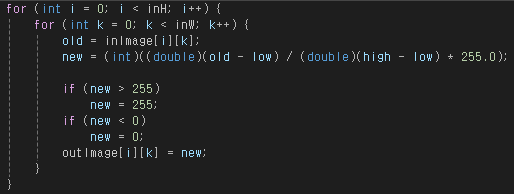 for (int i = 0; i < inH; i++) {
for (int k = 0; k < inW; k++) {
old = inImage[i][k];
new = (int)((double)(old - low) / (double)(high - low) * 255.0);
if (new > 255)
new = 255;
if (new < 0)
new = 0;
outImage[i][k] = new;
}
}